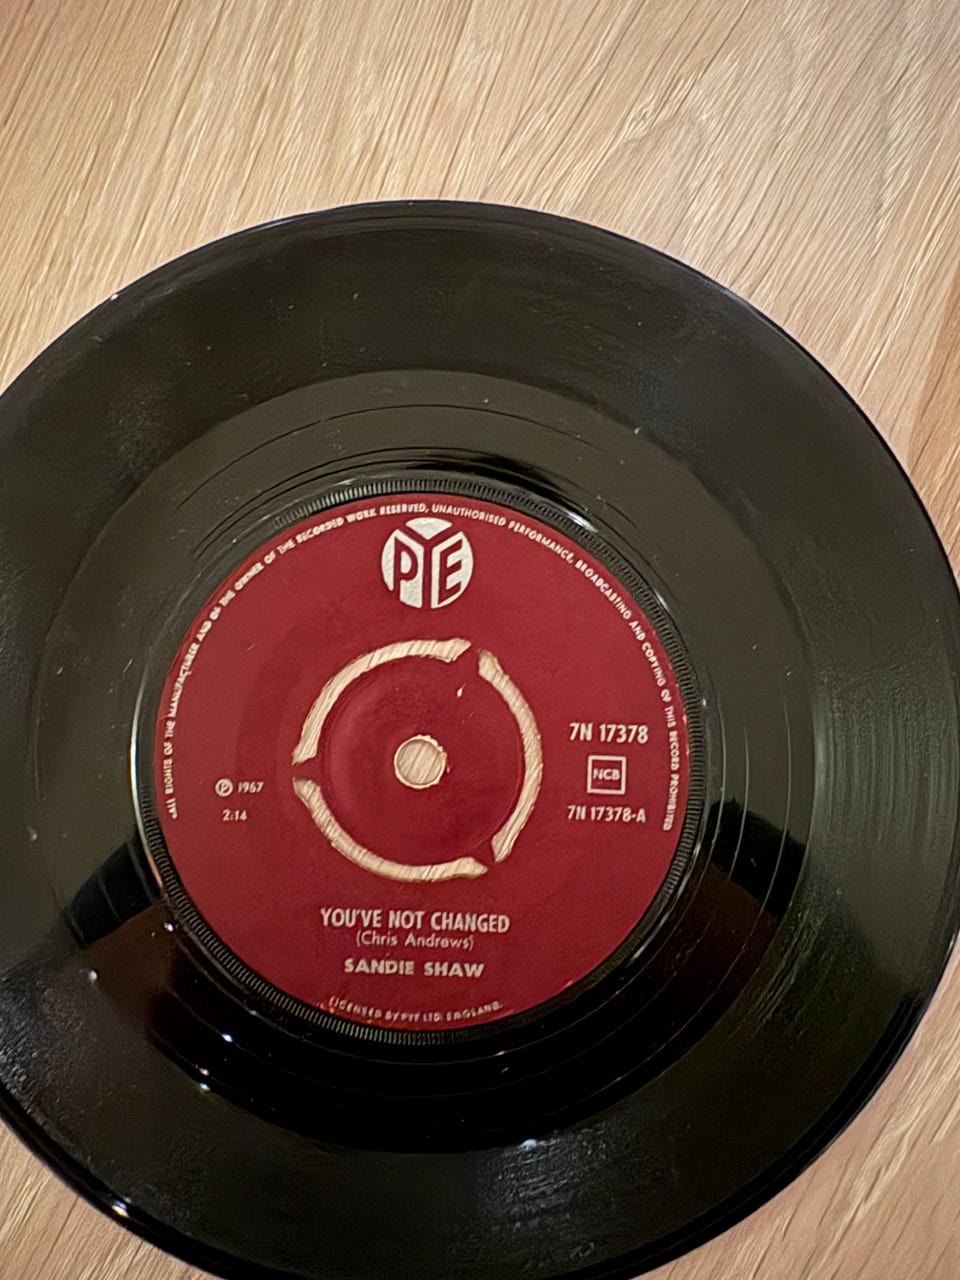 ·ALL RIGHTS OF THE MANUFACTURER AND OF THE OWNER OF THE RECORDED WORK RESERVED, UNAUTHORISED PERFORMANCE, BROADCASTING AND COPYING OF THIS RECORD PROHIBITED
PYE
7N 17378
NCB
℗ 1967
2:14
7N 17378-A
YOU'VE NOT CHANGED
(Chris Andrews)
SANDIE SHAW
LICENSED BY PYE LTD. ENGLAND.